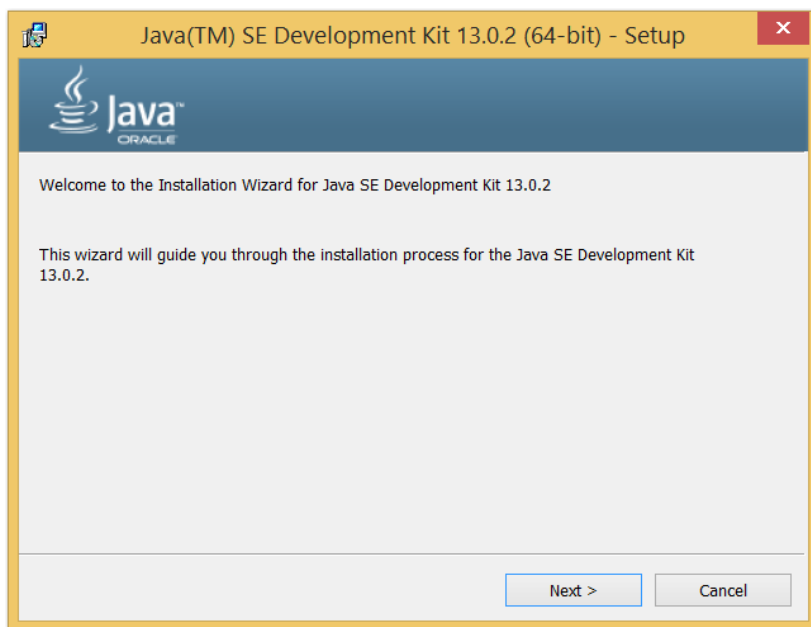 Java(TM) SE Development Kit 13.0.2 (64-bit) - Setup
Java™
ORACLE
Welcome to the Installation Wizard for Java SE Development Kit 13.0.2
This wizard will guide you through the installation process for the Java SE Development Kit
13.0.2.
Next >
Cancel